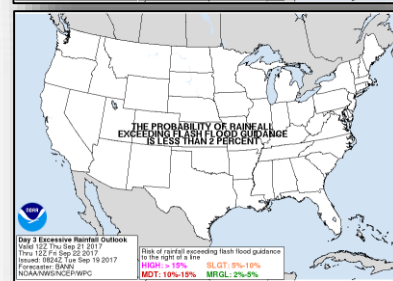 THE PROBABILITY OF RAINFALL
EXCEEDING FLASH FLOOD GUIDANCE
IS LESS THAN 2 PERCENT
NOAA
Day 3 Excessive Rainfall Outlook
Valid 12Z Thu Sep 21 2017
Thru 12Z Fri Sep 22 2017
Issued: 0824Z Tue Sep 19 2017
Forecaster: BANN
NOAA/NWS/NCEP/WPC
Risk of rainfall exceeding flash flood guidance
to the right of a line
HIGH: > 15% SLGT: 5%-10%
MDT: 10%-15% MRGL: 2%-5%